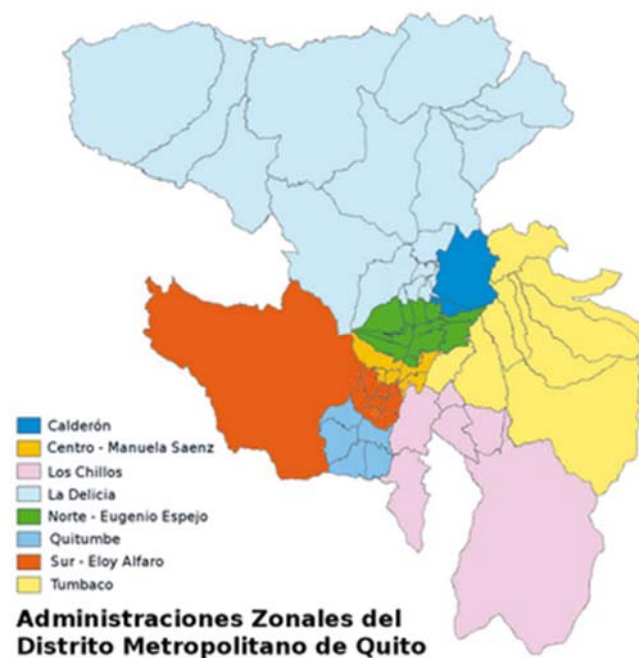 Calderón
Centro - Manuela Saenz
Los Chillos
La Delicia
Norte - Eugenio Espejo
Quitumbe
Sur - Eloy Alfaro
Tumbaco
Administraciones Zonales del
Distrito Metropolitano de Quito